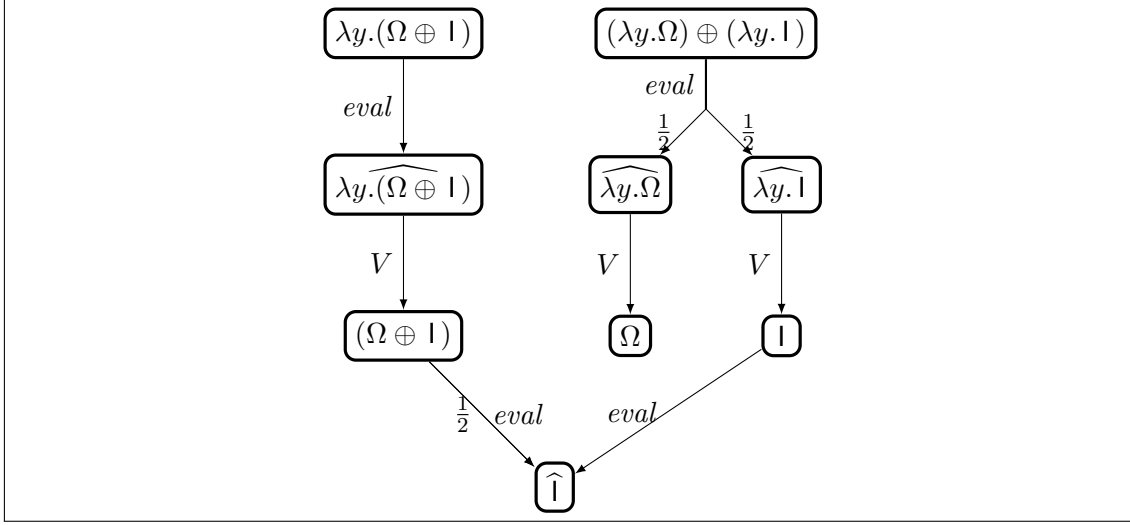 λy.(Ω ⊕ I) (λy.Ω) ⊕ (λy.I)
eval
eval
1/2 1/2
λy.(Ω ⊕ I)^ λy.Ω^ λy.I^
V V V
(Ω ⊕ I) Ω I
1/2 eval eval
Î